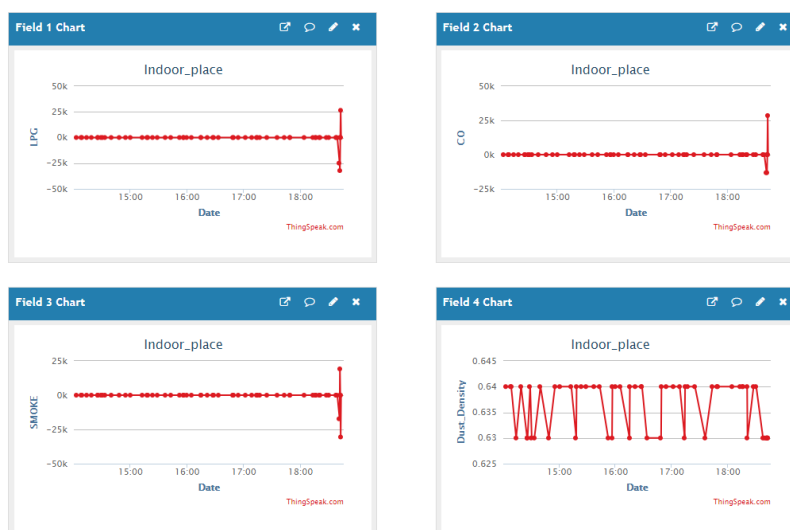 Field 1 Chart
Indoor_place
50k
25k
0k
−25k
−50k
LPG
15:00 16:00 17:00 18:00
Date
ThingSpeak.com
Field 2 Chart
Indoor_place
50k
25k
0k
−25k
CO
15:00 16:00 17:00 18:00
Date
ThingSpeak.com
Field 3 Chart
Indoor_place
25k
0k
−25k
−50k
SMOKE
15:00 16:00 17:00 18:00
Date
ThingSpeak.com
Field 4 Chart
Indoor_place
0.645
0.64
0.635
0.63
0.625
Dust_Density
15:00 16:00 17:00 18:00
Date
ThingSpeak.com